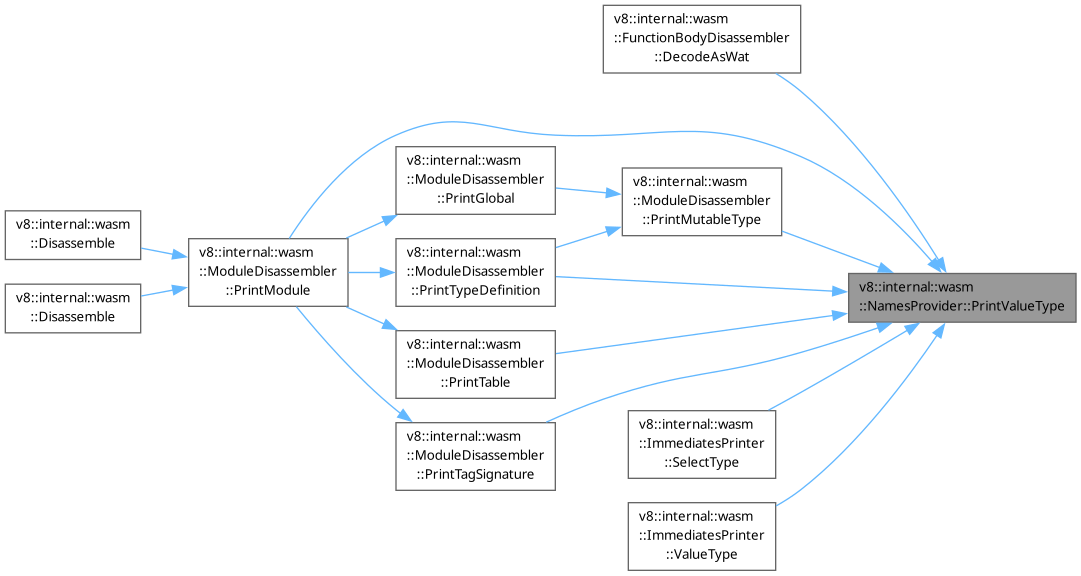 v8::internal::wasm
::FunctionBodyDisassembler
::DecodeAsWat
v8::internal::wasm
::ModuleDisassembler
::PrintGlobal
v8::internal::wasm
::ModuleDisassembler
::PrintMutableType
v8::internal::wasm
::Disassemble
v8::internal::wasm
::ModuleDisassembler
::PrintModule
v8::internal::wasm
::ModuleDisassembler
::PrintTypeDefinition
v8::internal::wasm
::NamesProvider::PrintValueType
v8::internal::wasm
::Disassemble
v8::internal::wasm
::ModuleDisassembler
::PrintTable
v8::internal::wasm
::ImmediatesPrinter
::SelectType
v8::internal::wasm
::ModuleDisassembler
::PrintTagSignature
v8::internal::wasm
::ImmediatesPrinter
::ValueType